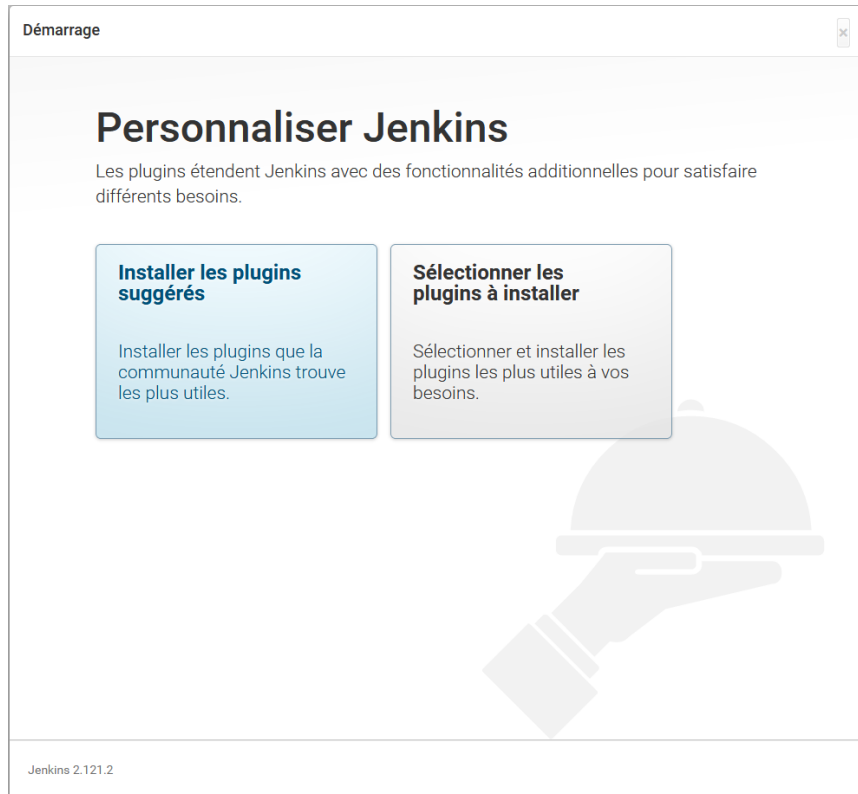 Démarrage
×
Personnaliser Jenkins
Les plugins étendent Jenkins avec des fonctionnalités additionnelles pour satisfaire
différents besoins.
Installer les plugins
suggérés
Installer les plugins que la
communauté Jenkins trouve
les plus utiles.
Sélectionner les
plugins à installer
Sélectionner et installer les
plugins les plus utiles à vos
besoins.
Jenkins 2.121.2